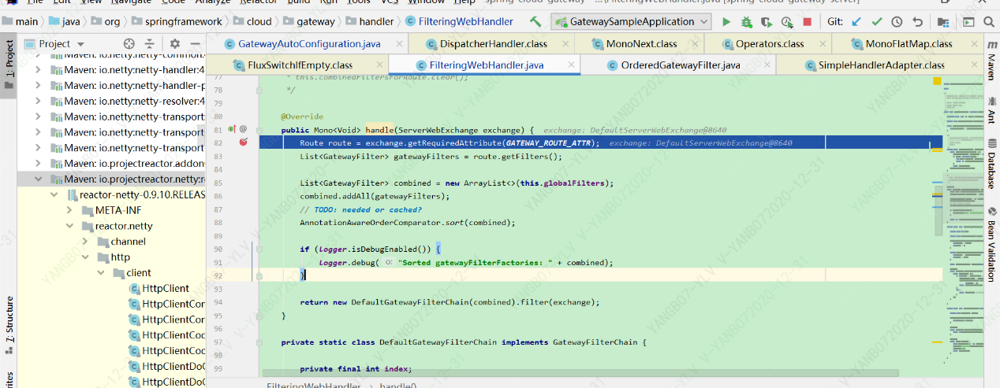 File Edit View Navigate Code Analyze Refactor Build Run Tools VCS Window Help spring-cloud-gateway - ...\FilteringWebHandler.java [spring-cloud-gateway-server]
main java org springframework cloud gateway handler FilteringWebHandler GatewaySampleApplication Git:
Project GatewayAutoConfiguration.java DispatcherHandler.class MonoNext.class Operators.class MonoFlatMap.class
FluxSwitchIfEmpty.class FilteringWebHandler.java OrderedGatewayFilter.java SimpleHandlerAdapter.class
1: Project
7: Structure
Maven
Ant
Database
Bean Validation
Maven: io.netty:netty-common:
Maven: io.netty:netty-handler:4
Maven: io.netty:netty-handler-p
Maven: io.netty:netty-resolver:4
Maven: io.netty:netty-transport
Maven: io.netty:netty-transport
Maven: io.netty:netty-transport
Maven: io.projectreactor.addon
Maven: io.projectreactor.netty:r
reactor-netty-0.9.10.RELEAS
META-INF
reactor.netty
channel
http
client
HttpClient
HttpClientCor
HttpClientCor
HttpClientCoo
HttpClientCoo
HttpClientDoO
HttpClientDoO
77 * this.combinedFiltersForRoute.clear();
78 */
79
80 @Override
81 public Mono<Void> handle(ServerWebExchange exchange) { exchange: DefaultServerWebExchange@8640
82 Route route = exchange.getRequiredAttribute(GATEWAY_ROUTE_ATTR); exchange: DefaultServerWebExchange@8640
83 List<GatewayFilter> gatewayFilters = route.getFilters();
84
85 List<GatewayFilter> combined = new ArrayList<>(this.globalFilters);
86 combined.addAll(gatewayFilters);
87 // TODO: needed or cached?
88 AnnotationAwareOrderComparator.sort(combined);
89
90 if (logger.isDebugEnabled()) {
91 logger.debug( o: "Sorted gatewayFilterFactories: " + combined);
92 }
93
94 return new DefaultGatewayFilterChain(combined).filter(exchange);
95 }
96
97 private static class DefaultGatewayFilterChain implements GatewayFilterChain {
98
99 private final int index;
FilteringWebHandler > handle()